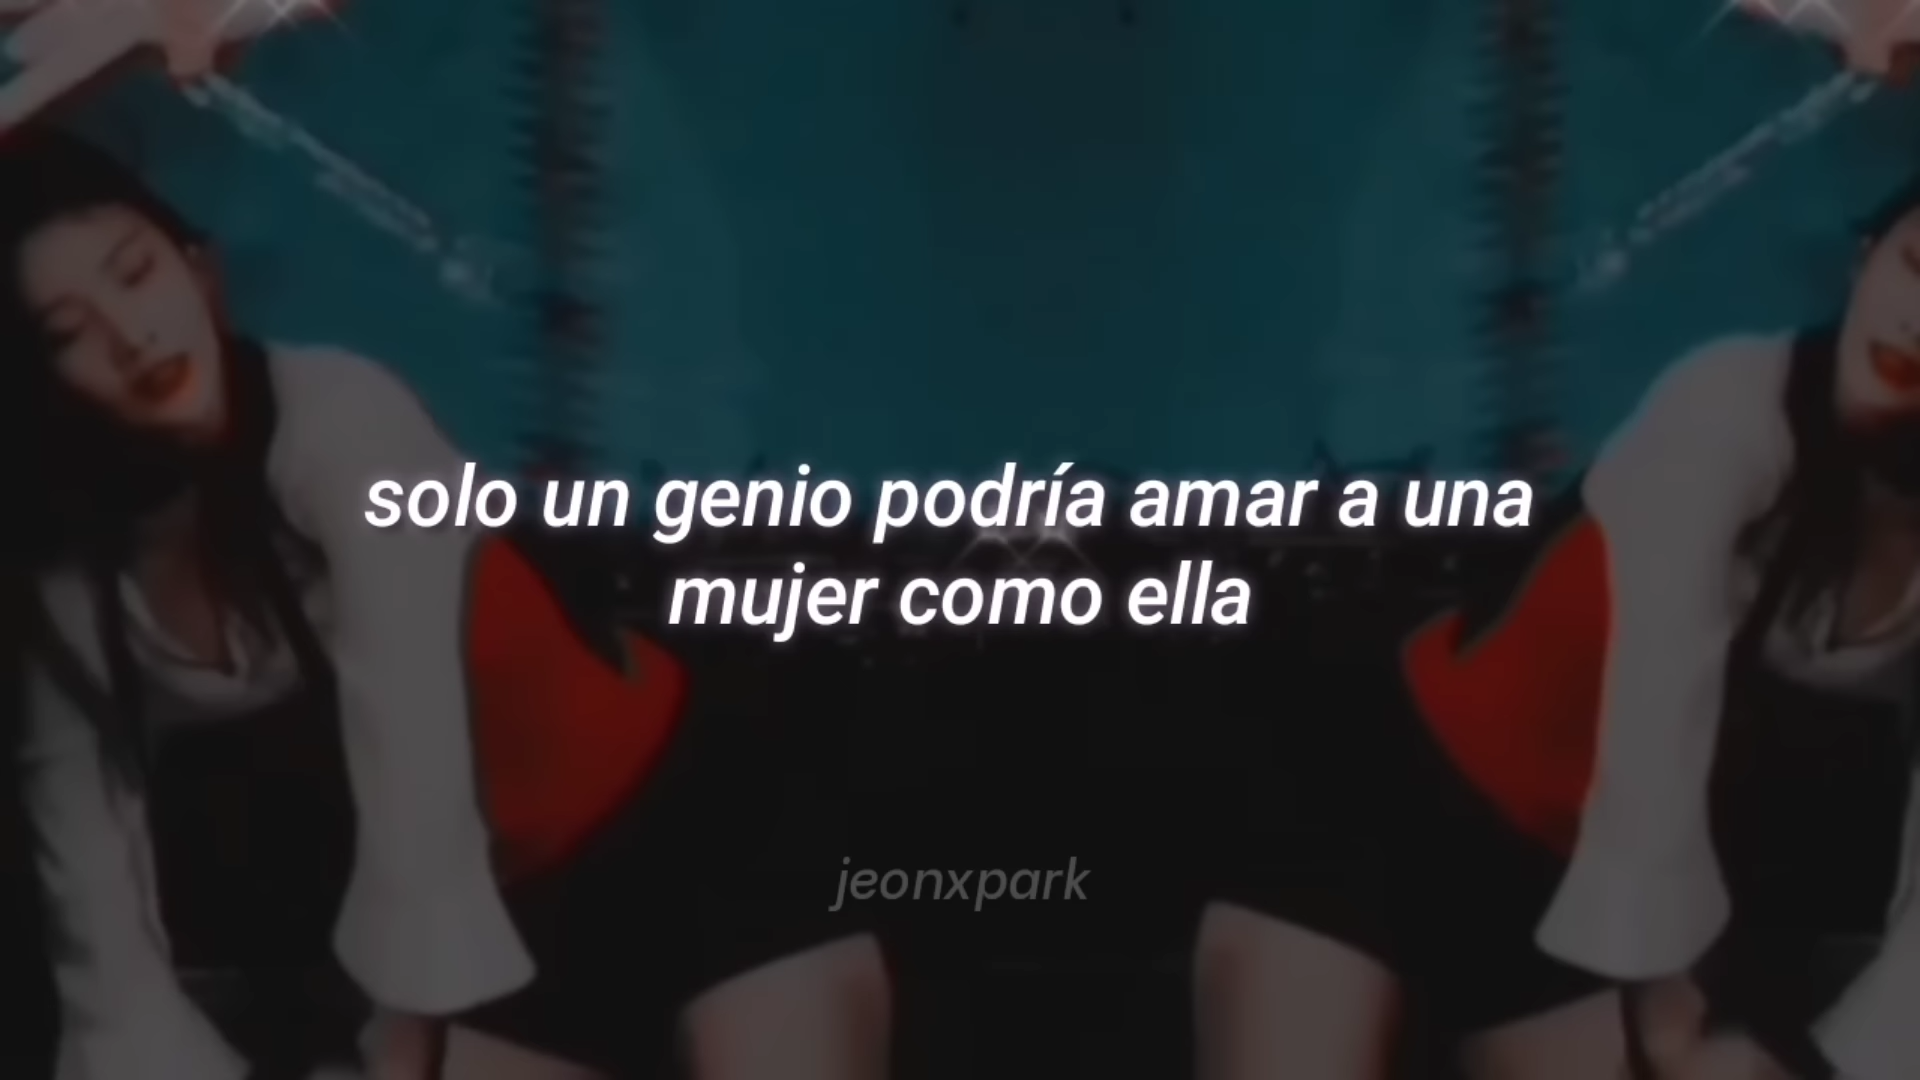 solo un genio podría amar a una
mujer como ella
jeonxpark